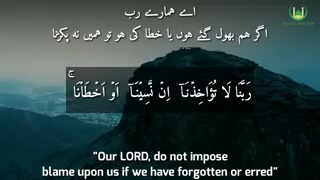 اے ہمارے رب
اگر ہم بھول گئے ہوں یا خطا کی ہو تو ہمیں نہ پکڑنا
رَبَّنَا لَا تُؤَاخِذْنَآ اِنْ نَّسِيْنَآ اَوْ اَخْطَاْنَا ۚ
"Our LORD, do not impose
blame upon us if we have forgotten or erred"